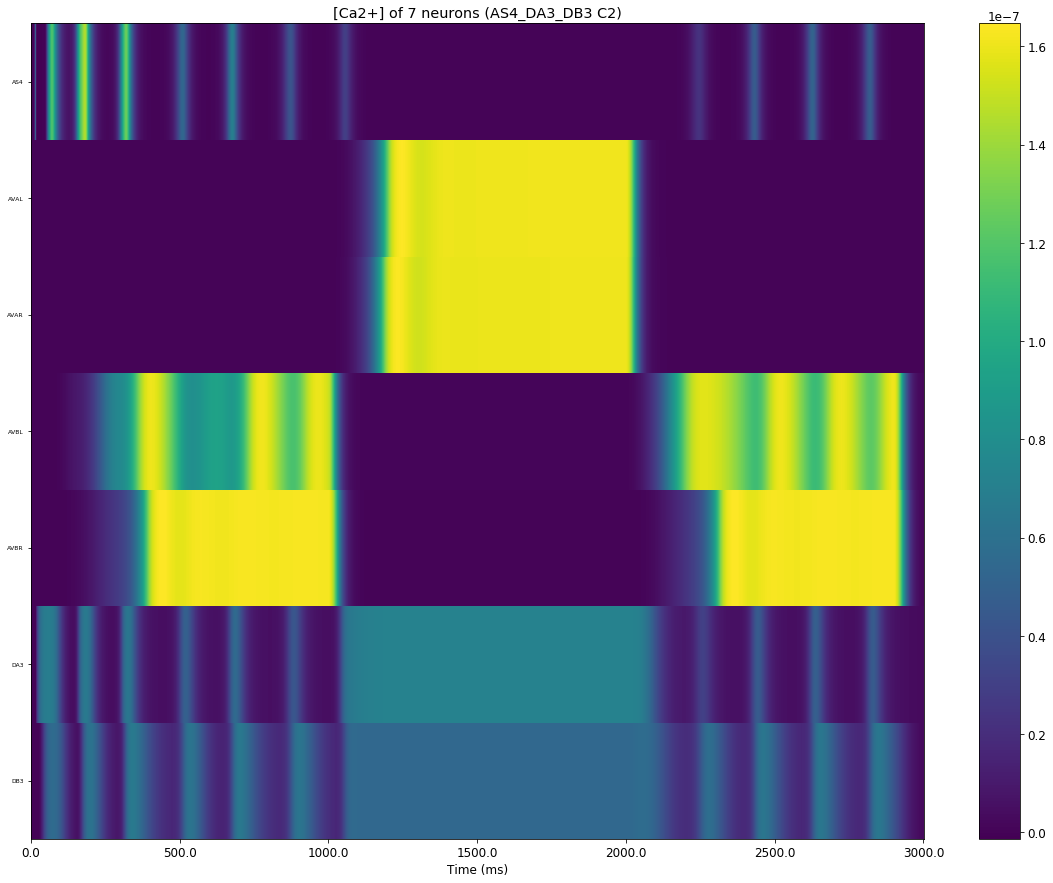 [Ca2+] of 7 neurons (AS4_DA3_DB3 C2)
1e−7
AS4
AVAL
AVAR
AVBL
AVBR
DA3
DB3
1.6
1.4
1.2
1.0
0.8
0.6
0.4
0.2
0.0
0.0 500.0 1000.0 1500.0 2000.0 2500.0 3000.0
Time (ms)